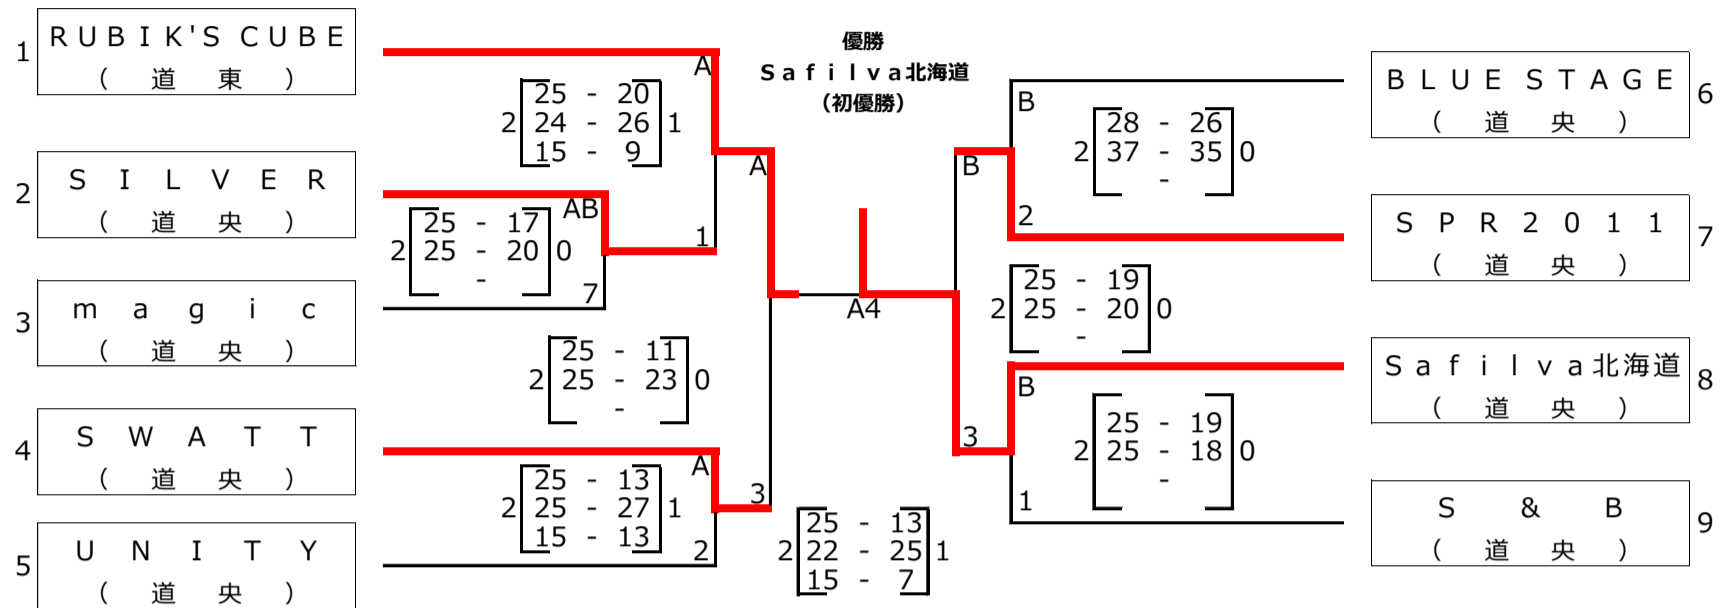 1
RUBIK'S CUBE
( 道 東 )
2
SILVER
( 道 央 )
3
magic
( 道 央 )
4
SWATT
( 道 央 )
5
UNITY
( 道 央 )
A
25 - 20
2 24 - 26 1
15 - 9
AB
25 - 17
2 25 - 20 0
-
7
1
A
25 - 11
2 25 - 23 0
-
A
25 - 13
2 25 - 27 1
15 - 13
2
3
優勝
Safilva北海道
(初優勝)
A4
25 - 13
2 22 - 25 1
15 - 7
B
B
28 - 26
2 37 - 35 0
-
2
25 - 19
2 25 - 20 0
-
B
3
25 - 19
2 25 - 18 0
-
1
BLUE STAGE
( 道 央 )
6
SPR2011
( 道 央 )
7
Safilva北海道
( 道 央 )
8
S & B
( 道 央 )
9